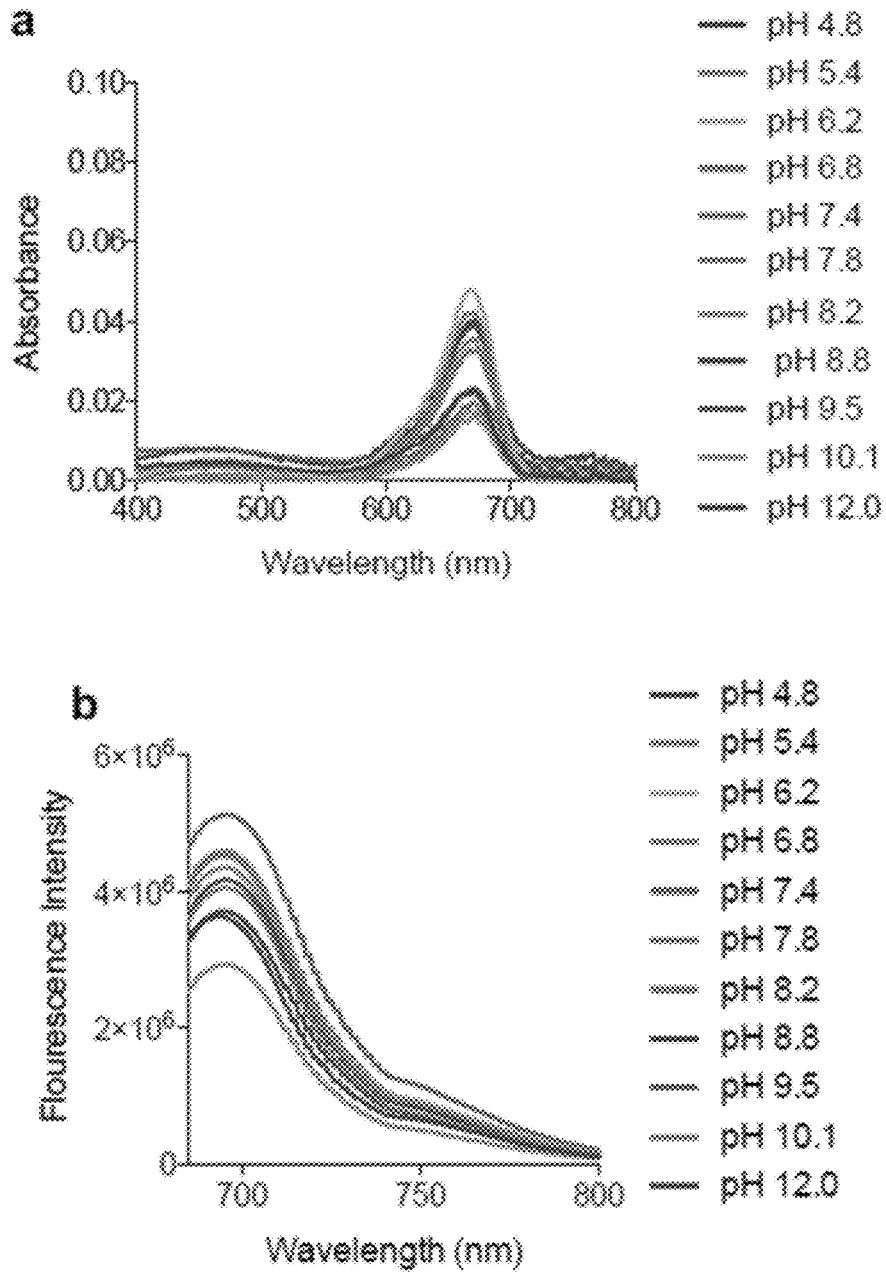 a
pH 4.8
pH 5.4
pH 6.2
pH 6.8
pH 7.4
pH 7.8
pH 8.2
pH 8.8
pH 9.5
pH 10.1
pH 12.0
Absorbance
0.10
0.08
0.06
0.04
0.02
0.00
400 500 600 700 800
Wavelength (nm)
b
pH 4.8
pH 5.4
pH 6.2
pH 6.8
pH 7.4
pH 7.8
pH 8.2
pH 8.8
pH 9.5
pH 10.1
pH 12.0
Flourescence Intensity
6×10⁶
4×10⁶
2×10⁶
0
700 750 800
Wavelength (nm)